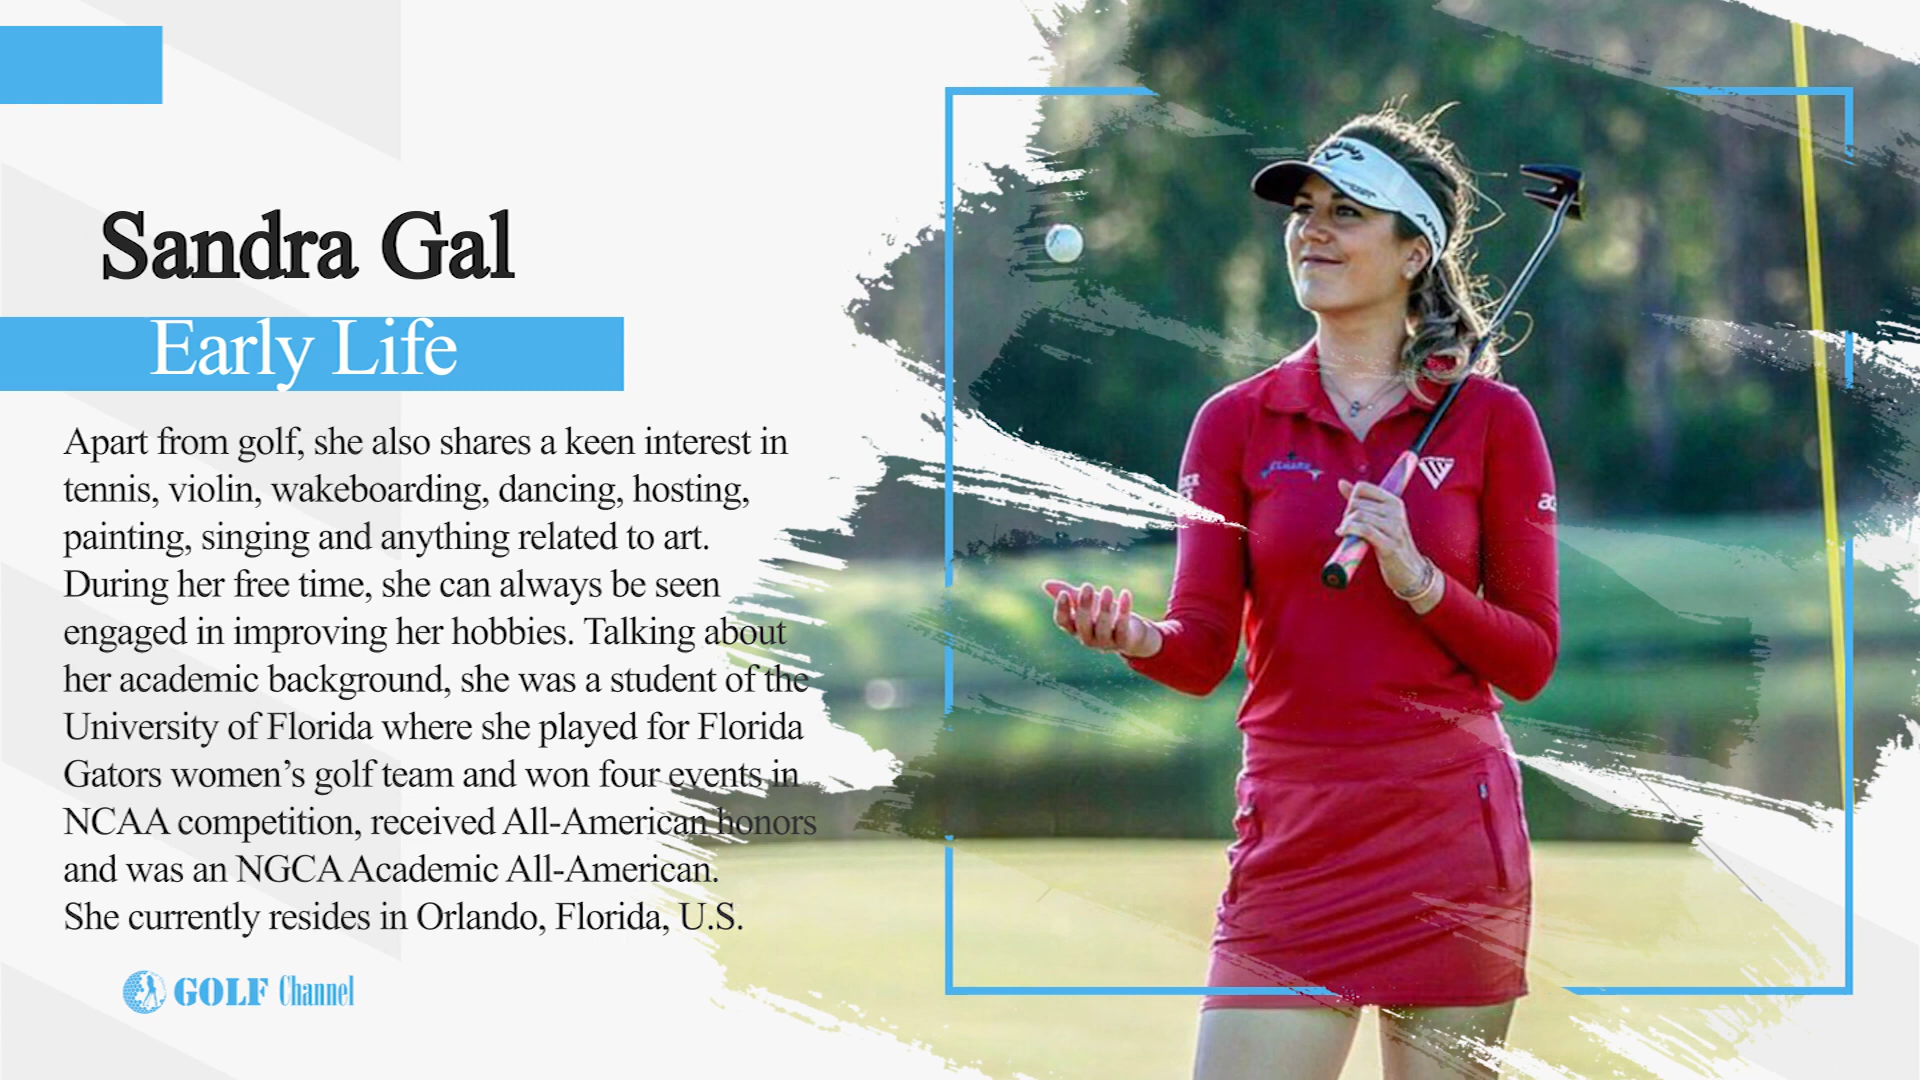 Sandra Gal
Early Life
Apart from golf, she also shares a keen interest in
tennis, violin, wakeboarding, dancing, hosting,
painting, singing and anything related to art.
During her free time, she can always be seen
engaged in improving her hobbies. Talking about
her academic background, she was a student of the
University of Florida where she played for Florida
Gators women’s golf team and won four events in
NCAA competition, received All-American honors
and was an NGCA Academic All-American.
She currently resides in Orlando, Florida, U.S.
GOLF Channel